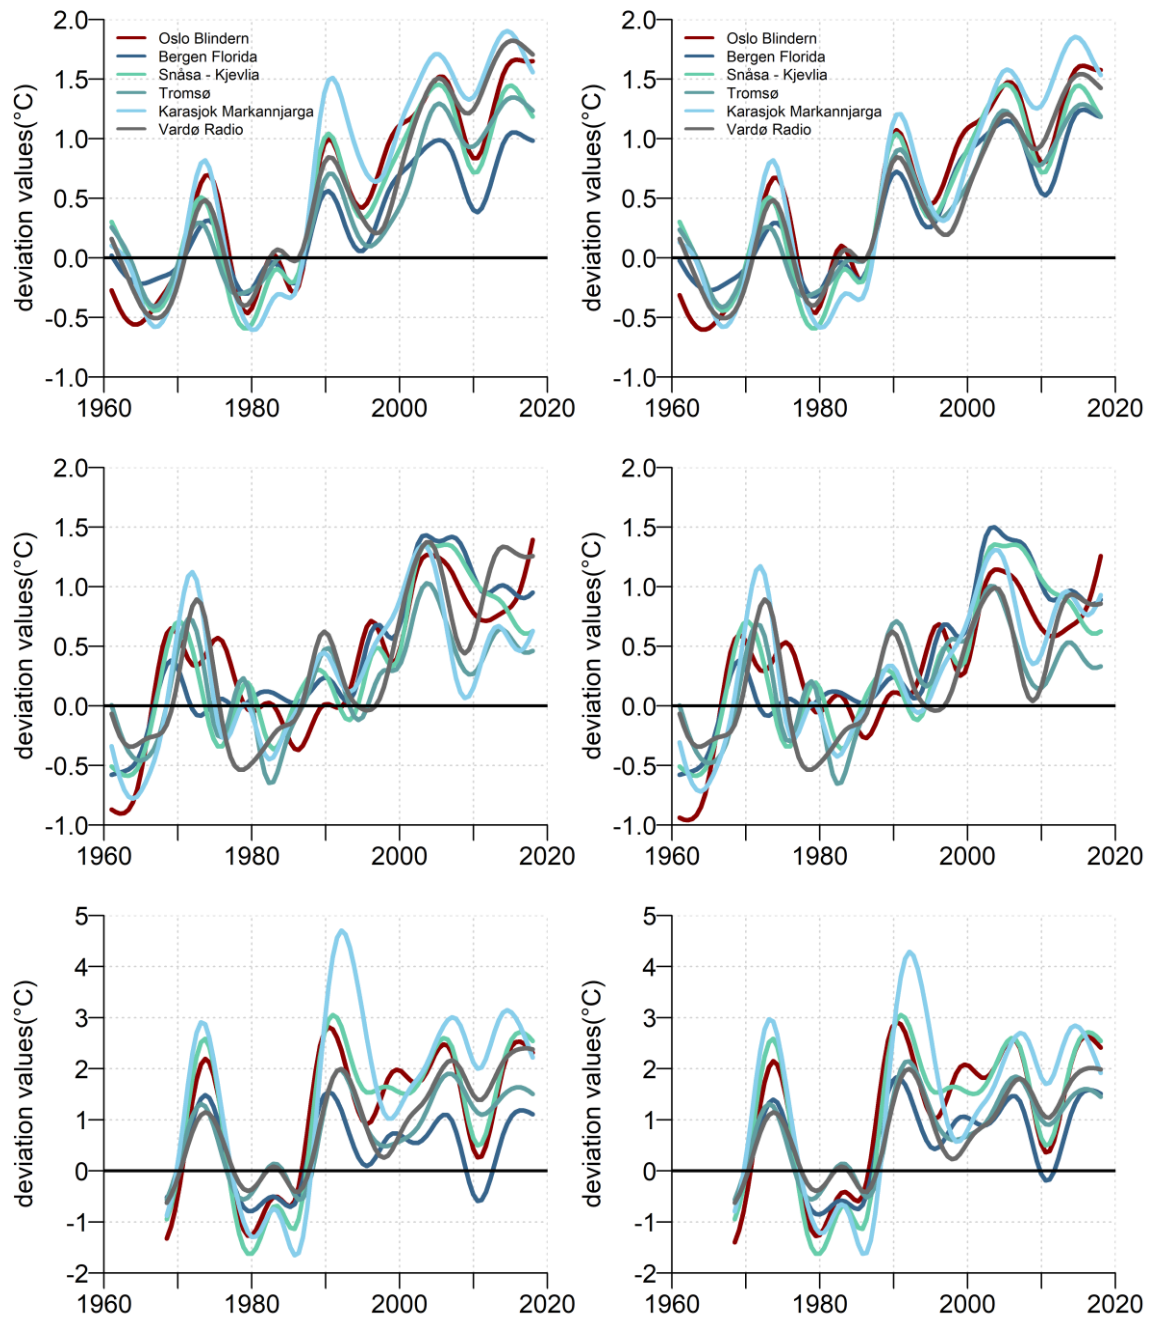 2.0
1.5
1.0
0.5
0.0
-0.5
-1.0
deviation values(°C)
Oslo Blindern
Bergen Florida
Snåsa - Kjevlia
Tromsø
Karasjok Markannjarga
Vardø Radio
1960 1980 2000 2020
2.0
1.5
1.0
0.5
0.0
-0.5
-1.0
deviation values(°C)
Oslo Blindern
Bergen Florida
Snåsa - Kjevlia
Tromsø
Karasjok Markannjarga
Vardø Radio
1960 1980 2000 2020
2.0
1.5
1.0
0.5
0.0
-0.5
-1.0
deviation values(°C)
1960 1980 2000 2020
2.0
1.5
1.0
0.5
0.0
-0.5
-1.0
deviation values(°C)
1960 1980 2000 2020
5
4
3
2
1
0
-1
-2
deviation values(°C)
1960 1980 2000 2020
5
4
3
2
1
0
-1
-2
deviation values(°C)
1960 1980 2000 2020